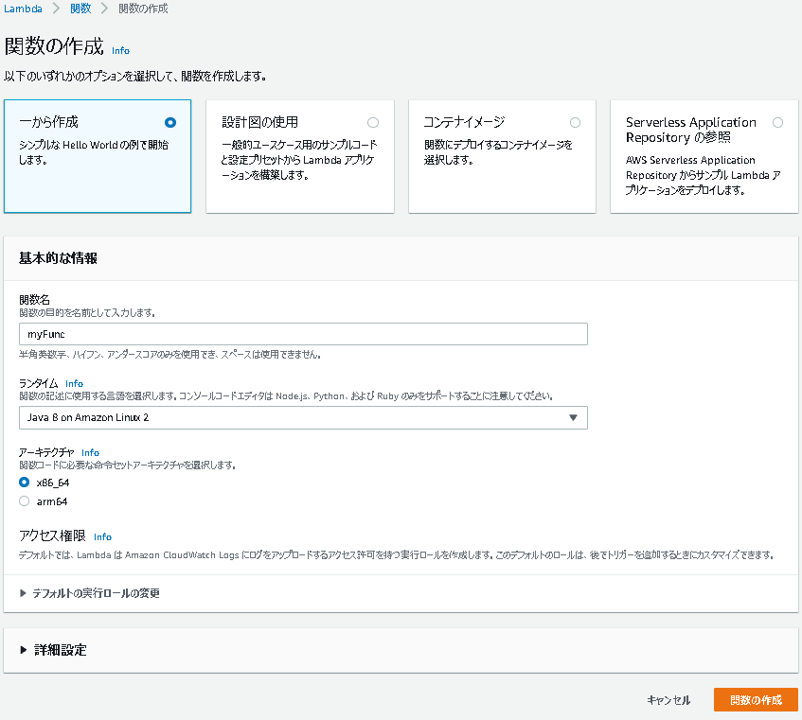 Lambda > 関数 > 関数の作成
関数の作成 Info
以下のいずれかのオプションを選択して、関数を作成します。
一から作成
シンプルな Hello World の例で開始
します。
設計図の使用
一般的ユースケース用のサンプルコード
と設定プリセットから Lambda アプリケ
ーションを構築します。
コンテナイメージ
関数にデプロイするコンテナイメージを
選択します。
Serverless Application
Repository の参照
AWS Serverless Application
Repository からサンプル Lambda ア
プリケーションをデプロイします。
基本的な情報
関数名
関数の目的を名前として入力します。
myFunc
半角英数字、ハイフン、アンダースコアのみを使用でき、スペースは使用できません。
ランタイム Info
関数の記述に使用する言語を選択します。コンソールコードエディタは Node.js、Python、および Ruby のみをサポートすることに注意してください。
Java 8 on Amazon Linux 2
アーキテクチャ Info
関数コードに必要な命令セットアーキテクチャを選択します。
x86_64
arm64
アクセス権限 Info
デフォルトでは、Lambda は Amazon CloudWatch Logs にログをアップロードするアクセス許可を持つ実行ロールを作成します。このデフォルトのロールは、後でトリガーを追加するときにカスタマイズできます。
デフォルトの実行ロールの変更
詳細設定
キャンセル
関数の作成